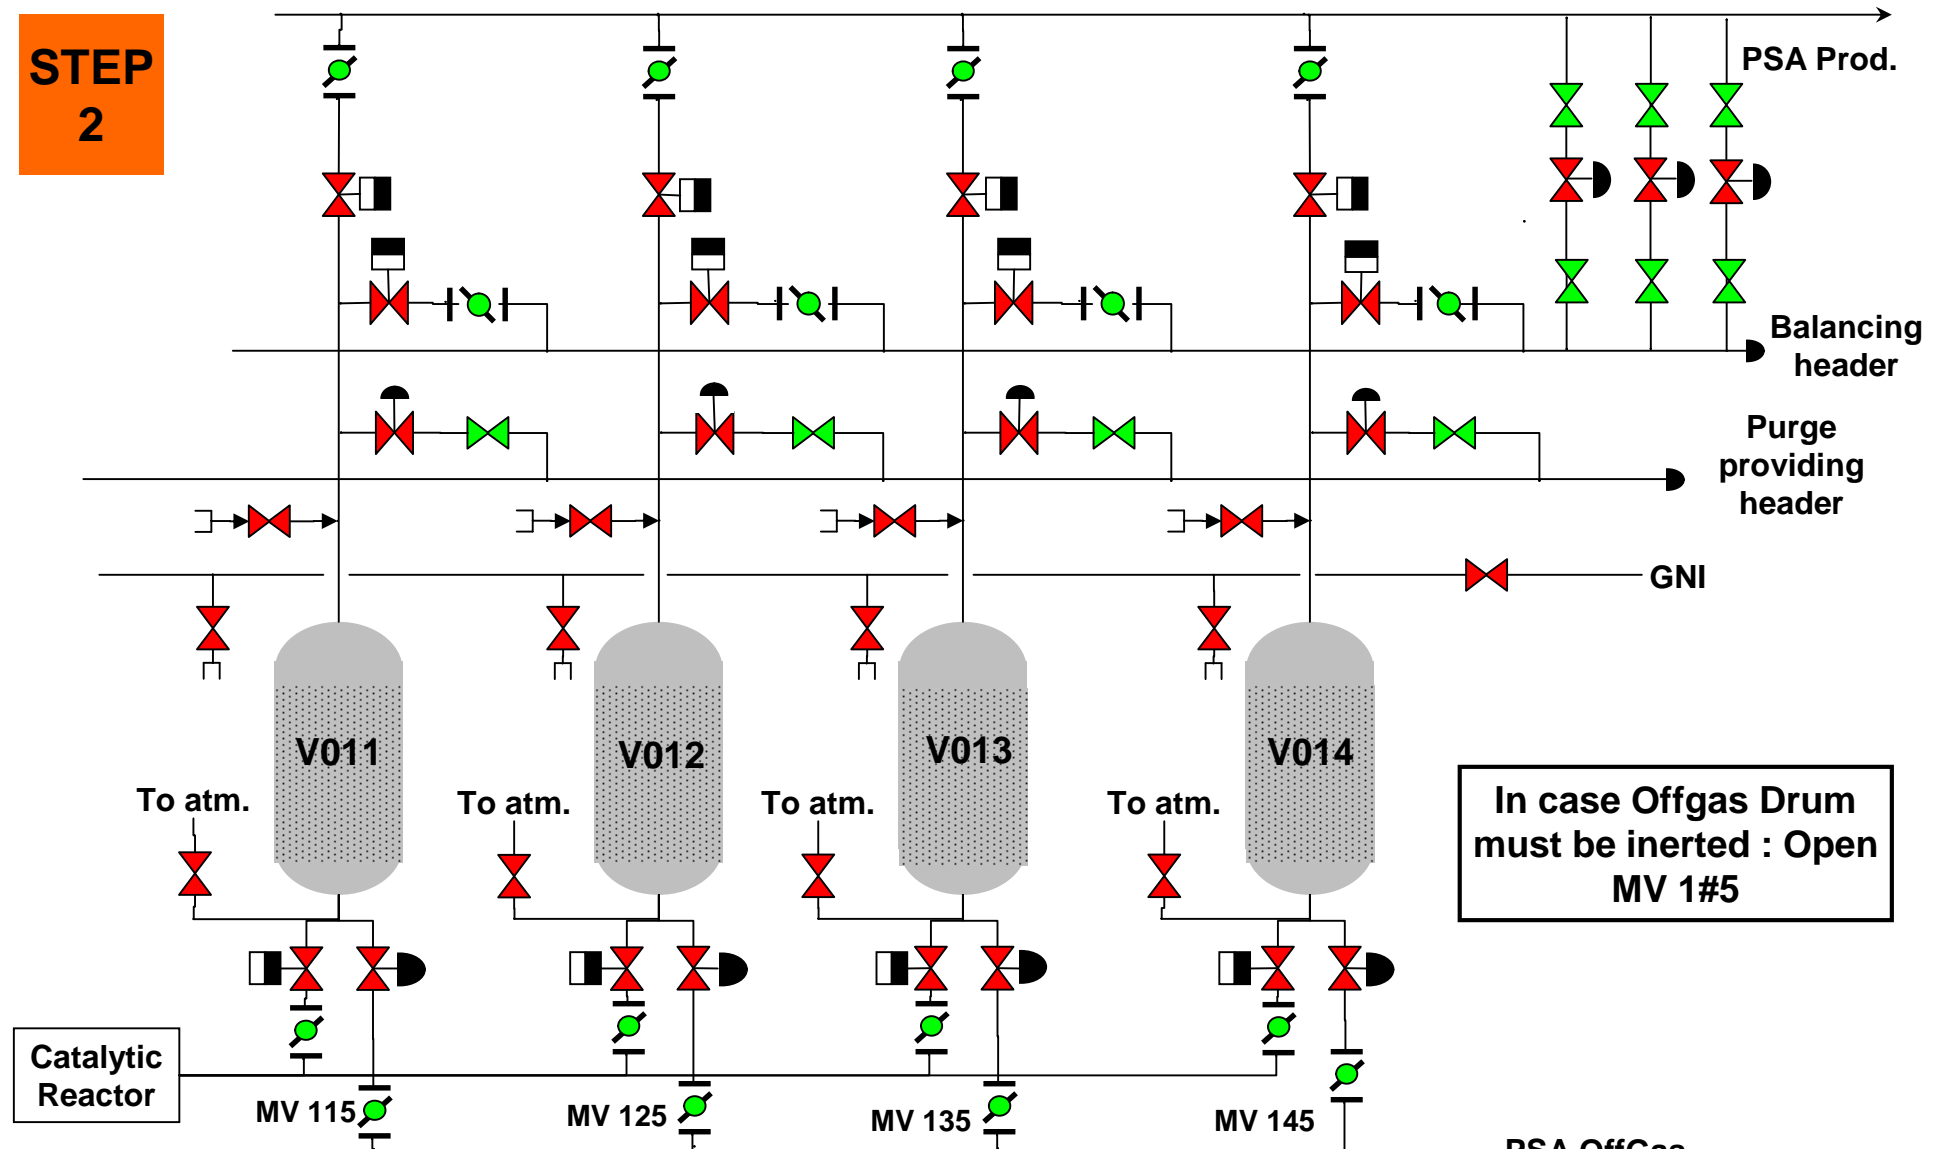 STEP
2
PSA Prod.
Balancing
header
Purge
providing
header
GNI
V011
V012
V013
V014
To atm.
To atm.
To atm.
To atm.
In case Offgas Drum
must be inerted : Open
MV 1#5
Catalytic
Reactor
MV 115
MV 125
MV 135
MV 145
PSA OffGas